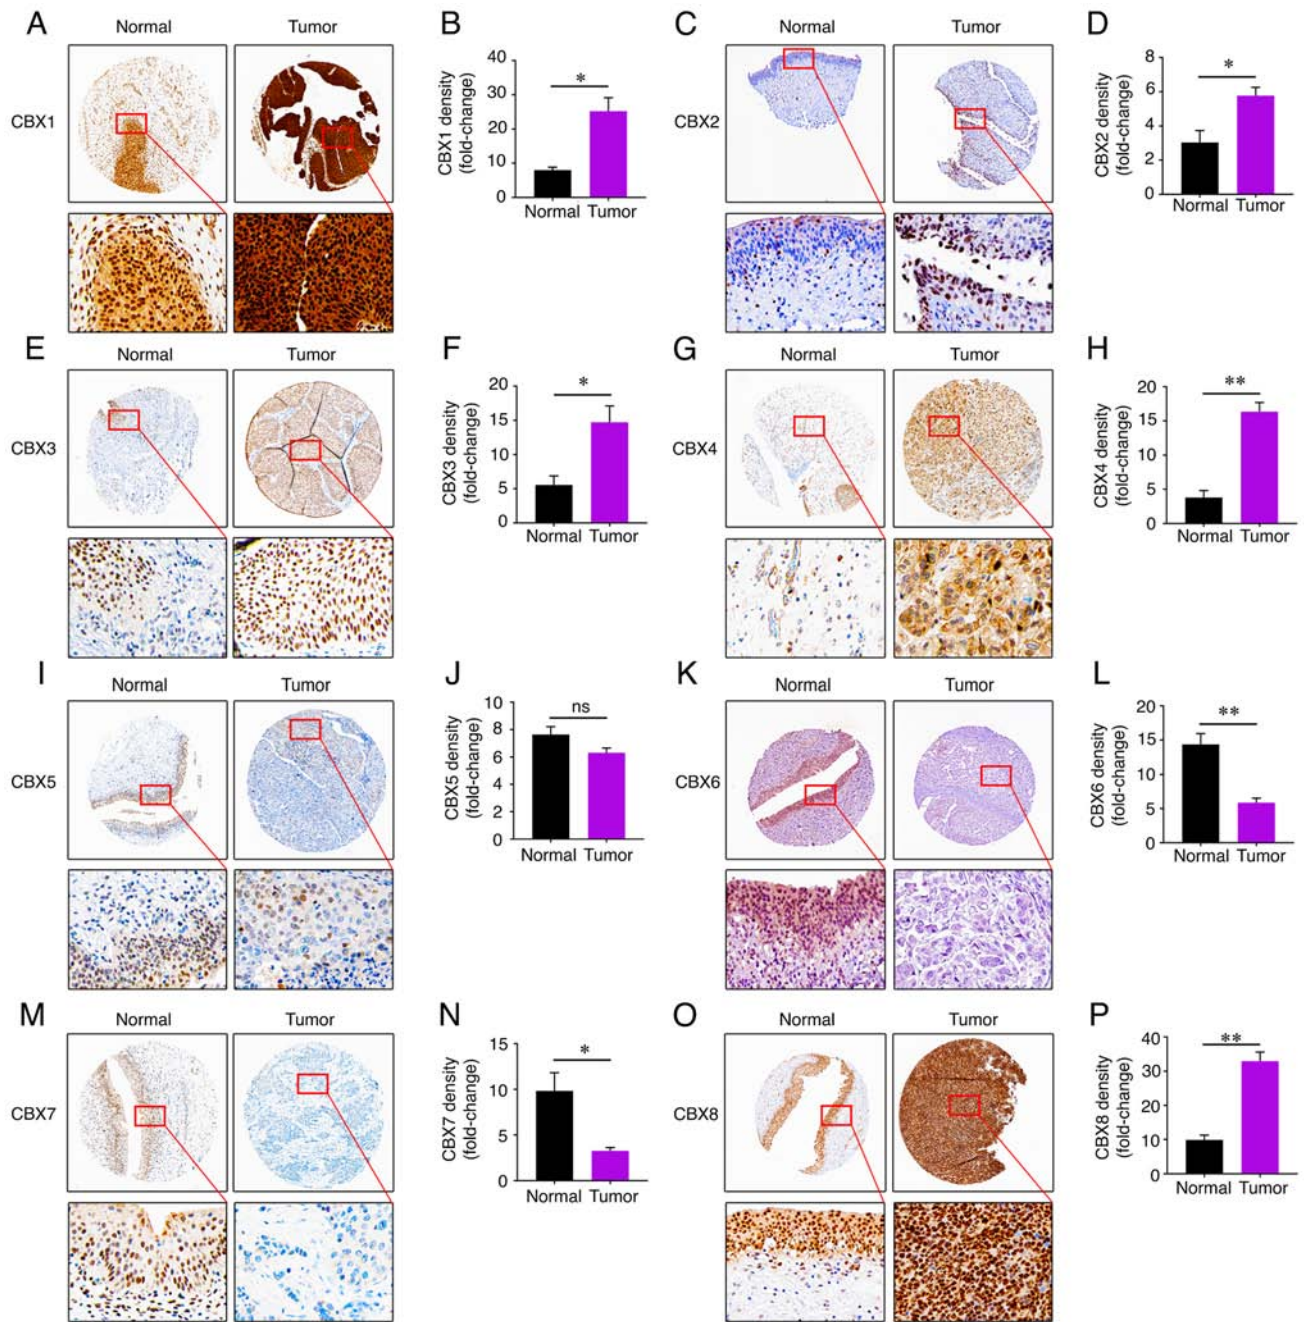 A
Normal
Tumor
CBX1
B
CBX1 density
(fold-change)
40
30
20
10
0
*
Normal
Tumor
C
Normal
Tumor
CBX2
D
CBX2 density
(fold-change)
8
6
4
2
0
*
Normal
Tumor
E
Normal
Tumor
CBX3
F
CBX3 density
(fold-change)
20
15
10
5
0
*
Normal
Tumor
G
Normal
Tumor
CBX4
H
CBX4 density
(fold-change)
20
15
10
5
0
**
Normal
Tumor
I
Normal
Tumor
CBX5
J
CBX5 density
(fold-change)
10
8
6
4
2
0
ns
Normal
Tumor
K
Normal
Tumor
CBX6
L
CBX6 density
(fold-change)
20
15
10
5
0
**
Normal
Tumor
M
Normal
Tumor
CBX7
N
CBX7 density
(fold-change)
15
10
5
0
*
Normal
Tumor
O
Normal
Tumor
CBX8
P
CBX8 density
(fold-change)
40
30
20
10
0
**
Normal
Tumor